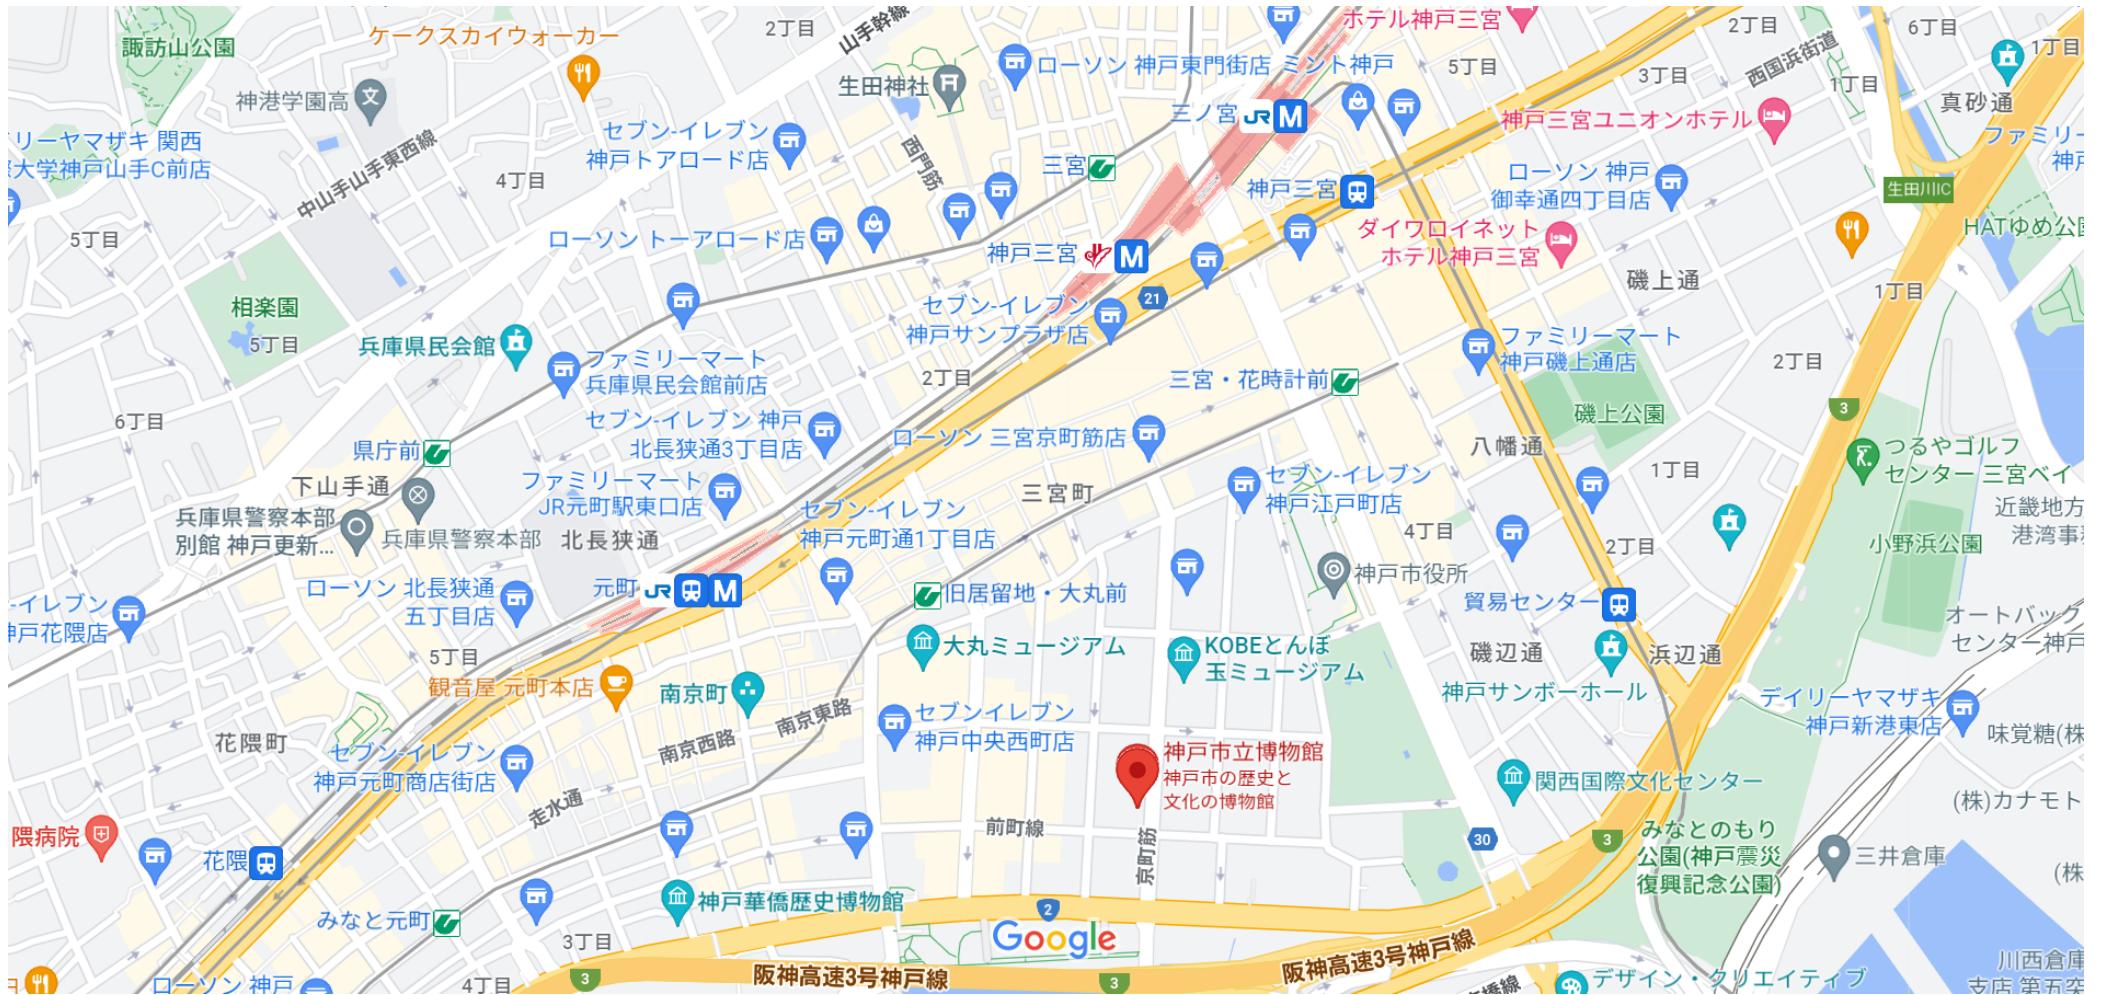 諏訪山公園
ケークスカイウォーカー
2丁目
山手幹線
ホテル神戸三宮
2丁目
6丁目
1丁目
神港学園高
生田神社
ローソン 神戸東門街店
ミント神戸
5丁目
3丁目
西国浜街道
1丁目
真砂通
リーヤマザキ 関西
大学神戸山手C前店
中山手山手東西線
4丁目
セブン-イレブン
神戸トアロード店
西門筋
三宮
三ノ宮
JR
M
神戸三宮
神戸三宮ユニオンホテル
ローソン 神戸
御幸通四丁目店
生田川IC
ファミリー
神戸
HATゆめ公園
5丁目
ローソン トーアロード店
神戸三宮
M
ダイワロイネット
ホテル神戸三宮
磯上通
1丁目
相楽園
5丁目
兵庫県民会館
セブン-イレブン
神戸サンプラザ店
21
ファミリーマート
兵庫県民会館前店
2丁目
三宮・花時計前
ファミリーマート
神戸磯上通店
2丁目
磯上公園
3
6丁目
県庁前
セブン-イレブン 神戸
北長狭通3丁目店
ローソン 三宮京町筋店
八幡通
1丁目
つるやゴルフ
センター 三宮ベイ
下山手通
ファミリーマート
JR元町駅東口店
三宮町
セブン-イレブン
神戸江戸町店
兵庫県警察本部
別館 神戸更新...
兵庫県警察本部
北長狭通
セブン-イレブン
神戸元町通1丁目店
4丁目
2丁目
小野浜公園
近畿地方
港湾事
神戸市役所
ローソン 北長狭通
五丁目店
元町
JR
M
旧居留地・大丸前
貿易センター
-イレブン
神戸花隈店
オートバック
センター神戸
5丁目
大丸ミュージアム
KOBEとんぼ
玉ミュージアム
磯辺通
浜辺通
神戸サンボーホール
観音屋 元町本店
南京町
南京東路
南京西路
セブンイレブン
神戸中央西町店
デイリーヤマザキ
神戸新港東店
味覚糖(株
花隈町
セブン-イレブン
神戸元町商店街店
神戸市立博物館
神戸市の歴史と
文化の博物館
関西国際文化センター
(株)カナモト
走水通
隈病院
花隈
前町線
京町筋
30
3
みなとのもり
公園(神戸震災
復興記念公園)
三井倉庫
(株
みなと元町
神戸華僑歴史博物館
2
Google
3丁目
4丁目
3
阪神高速3号神戸線
3
阪神高速3号神戸線
ローソン 神戸
デザイン・クリエイティブ
川西倉庫
支店 第五突